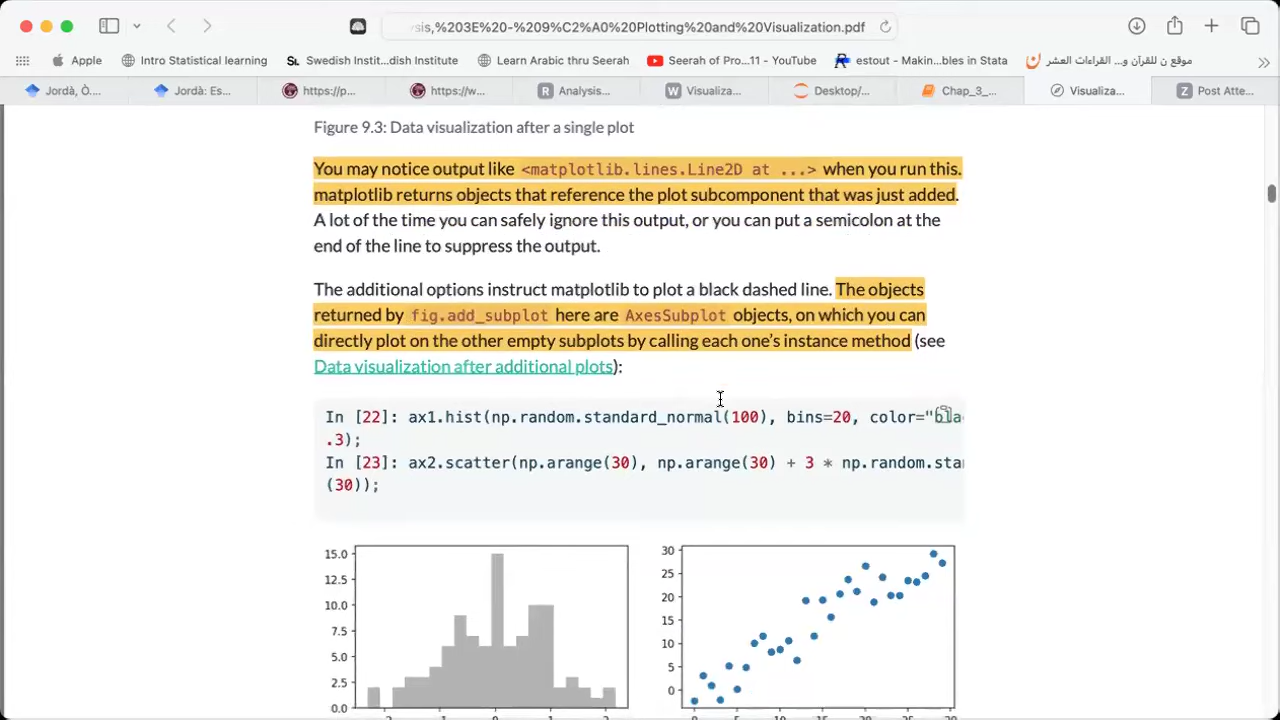 ysis,%203E%20-%209%C2%A0%20Plotting%20and%20Visualization.pdf
Apple
Intro Statistical learning
SL Swedish Instit...dish Institute
Learn Arabic thru Seerah
Seerah of Pro...11 - YouTube
estout - Makin...bles in Stata
موقع ن للقرآن و... القراءات العشر
Jordà, Ò....
Jordà: Es...
https://p...
https://w...
R Analysis...
W Visualiza...
Desktop/...
Chap_3_...
Visualiza...
Z Post Atte...
Figure 9.3: Data visualization after a single plot
You may notice output like <matplotlib.lines.Line2D at ...> when you run this.
matplotlib returns objects that reference the plot subcomponent that was just added.
A lot of the time you can safely ignore this output, or you can put a semicolon at the
end of the line to suppress the output.
The additional options instruct matplotlib to plot a black dashed line. The objects
returned by fig.add_subplot here are AxesSubplot objects, on which you can
directly plot on the other empty subplots by calling each one's instance method (see
Data visualization after additional plots):
In [22]: ax1.hist(np.random.standard_normal(100), bins=20, color="bla
.3);
In [23]: ax2.scatter(np.arange(30), np.arange(30) + 3 * np.random.sta
(30));
15.0
12.5
10.0
7.5
5.0
2.5
0.0
30
25
20
15
10
5
0